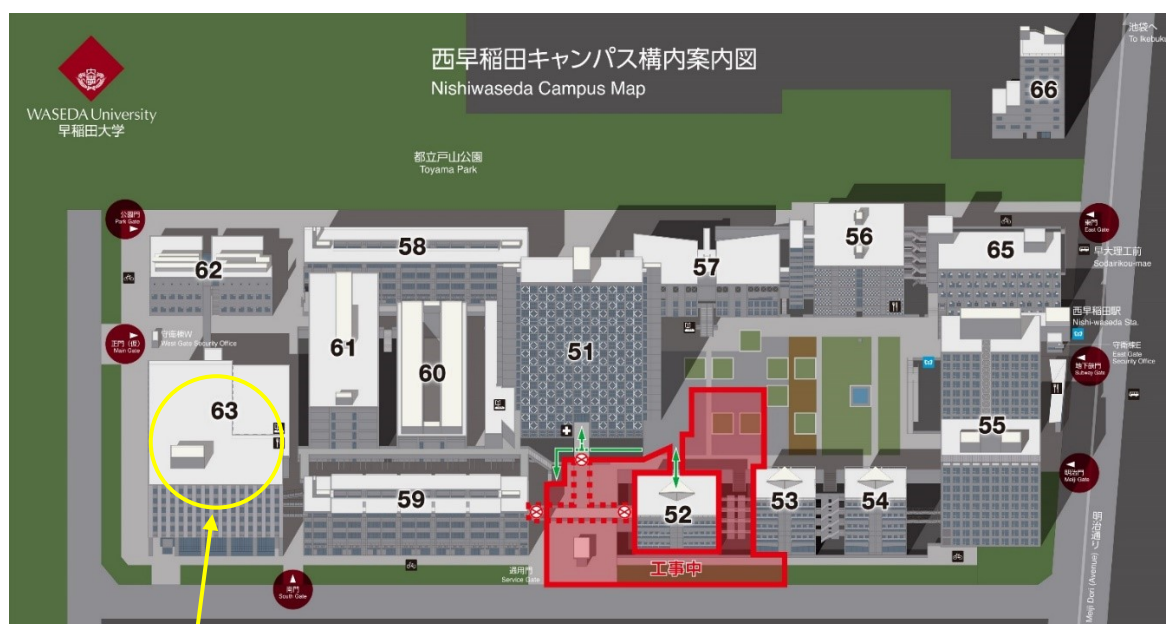 西早稲田キャンパス構内案内図
Nishiwaseda Campus Map
WASEDA University
早稲田大学
池袋へ
66
都立戸山公園
Toyama Park
公園門
Park Gate
58
56
57
65
62
東門
East Gate
早大理工前
Sodairikou-mae
西早稲田駅
Nishi-waseda Sta.
守衛棟W
West Gate Security Office
正門（仮）
Main Gate
守衛棟E
East Gate
Security Office
地下鉄門
Subway Gate
61
60
51
63
55
明治門
Meiji Gate
59
52
53
54
明治通り
Meiji Dori (Avenue)
通用門
Service Gate
工事中
南門
South Gate